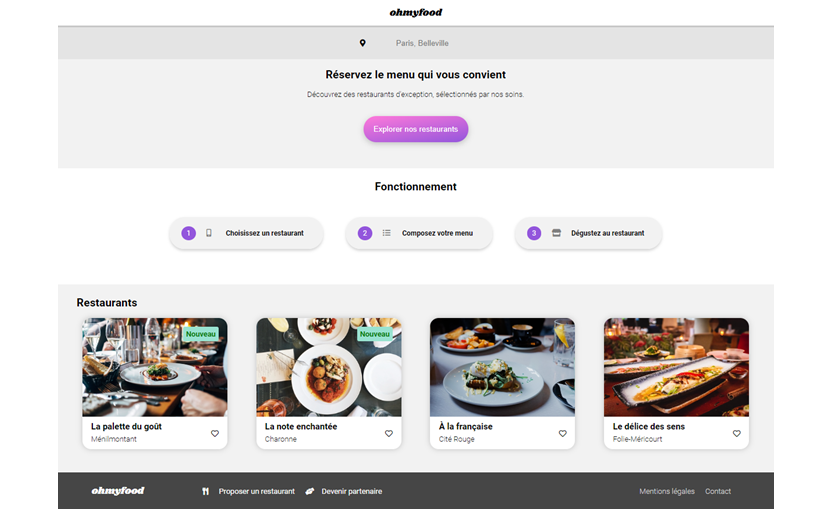 ohmyfood
Paris, Belleville
Réservez le menu qui vous convient
Découvrez des restaurants d'exception, sélectionnés par nos soins.
Explorer nos restaurants
Fonctionnement
1 Choisissez un restaurant
2 Composez votre menu
3 Dégustez au restaurant
Restaurants
Nouveau
Nouveau
La palette du goût
Ménilmontant
La note enchantée
Charonne
À la française
Cité Rouge
Le délice des sens
Folie-Méricourt
ohmyfood
Proposer un restaurant
Devenir partenaire
Mentions légales
Contact